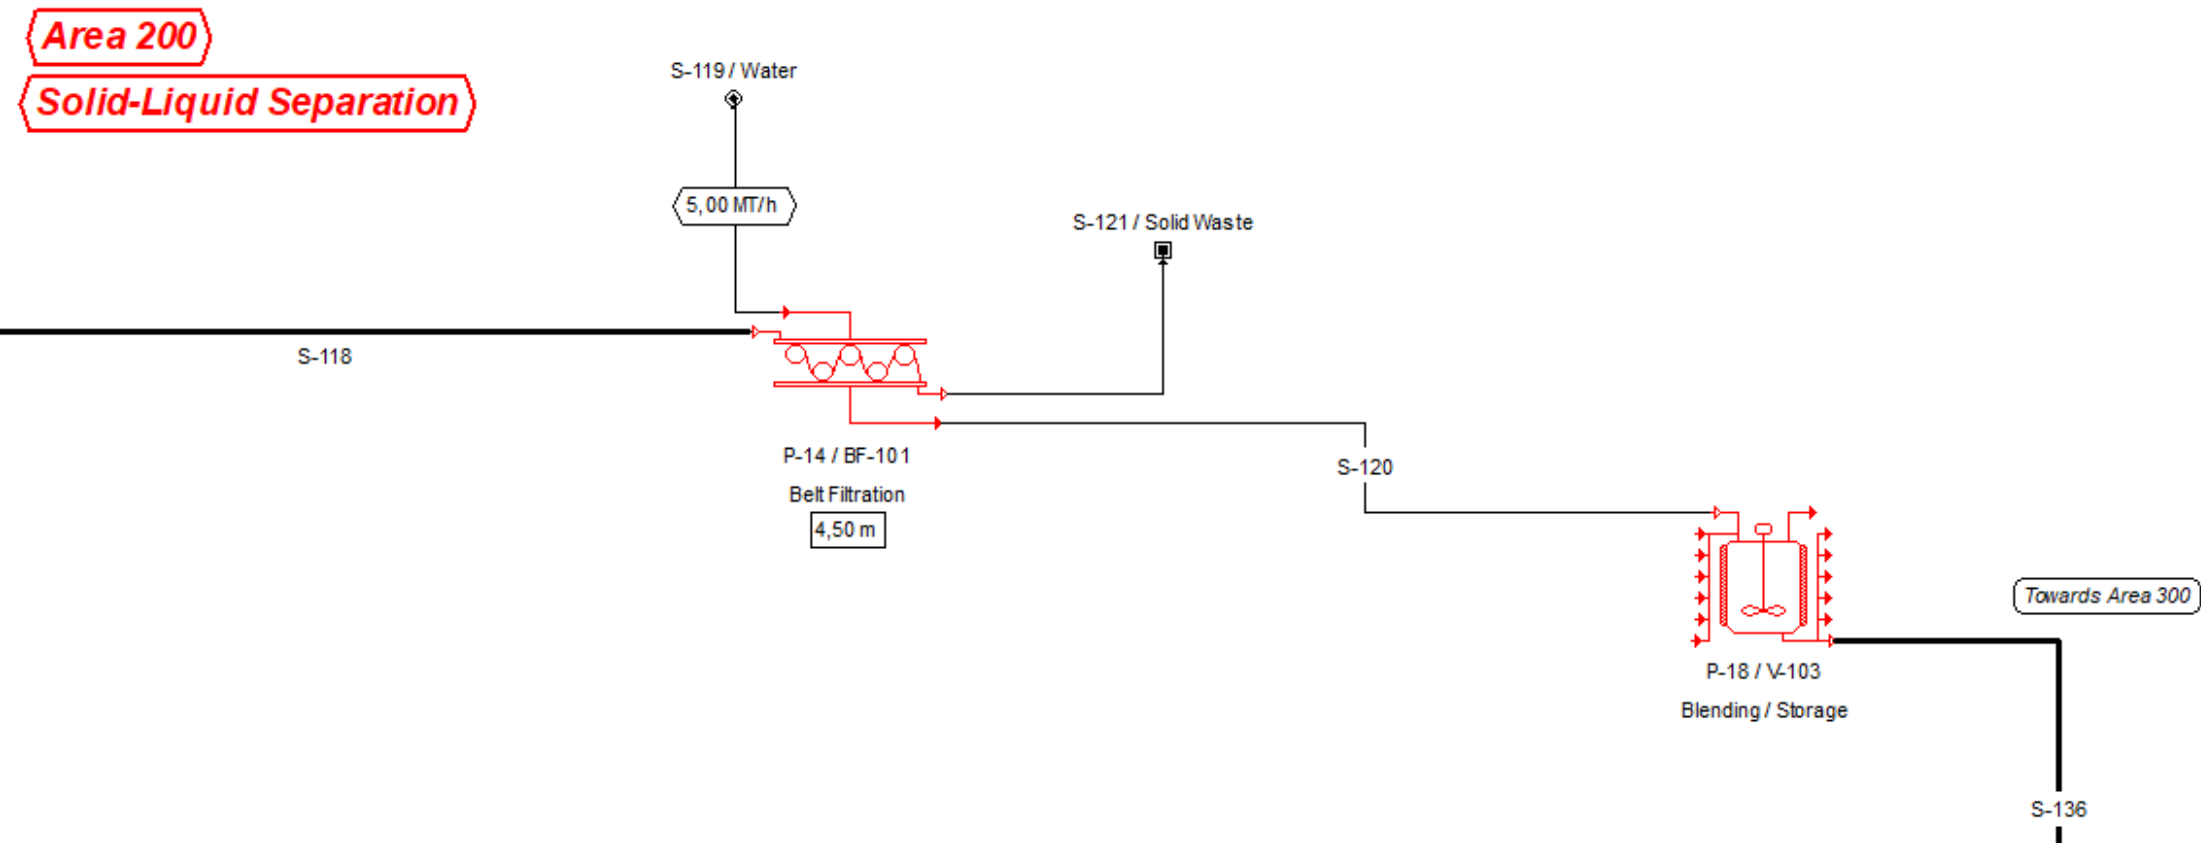 Area 200
Solid-Liquid Separation
S-119 / Water
5,00 MT/h
S-121 / Solid Waste
S-118
P-14 / BF-101
Belt Filtration
4,50 m
S-120
Towards Area 300
P-18 / V-103
Blending / Storage
S-136